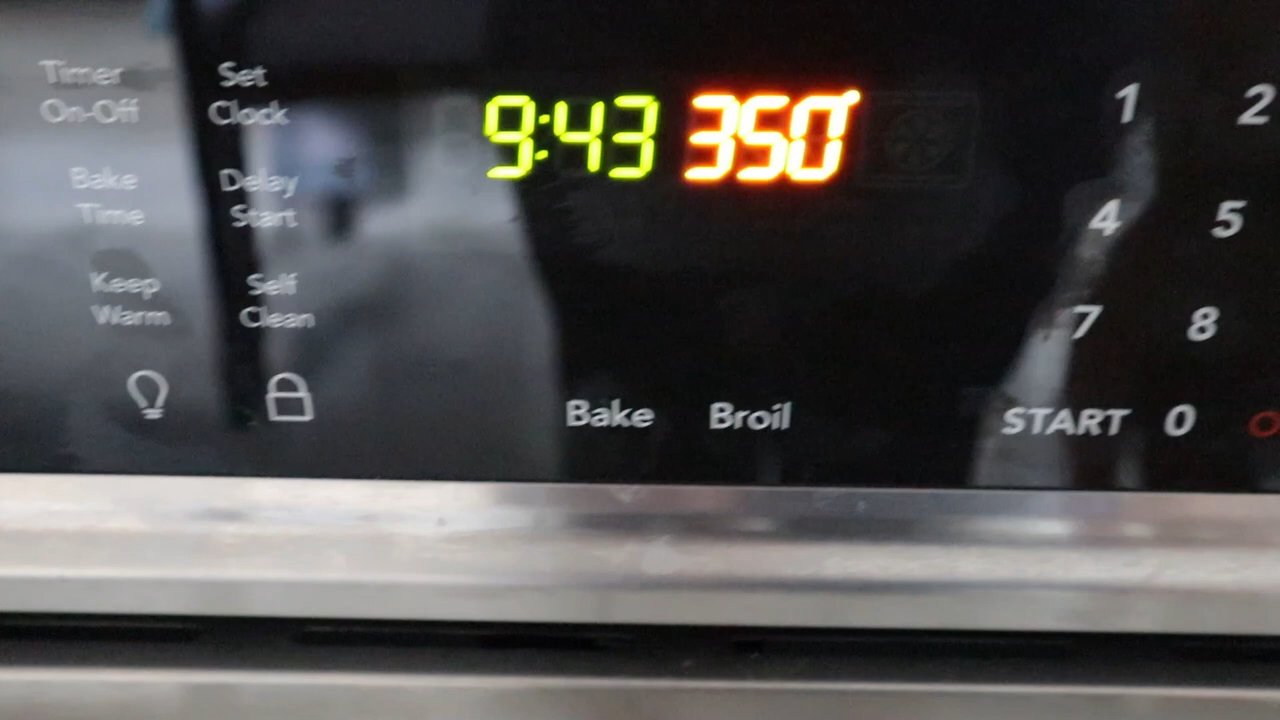 Timer
On-Off
Set
Clock
9:43 350°
Bake
Time
Delay
Start
Keep
Warm
Self
Clean
Bake Broil
1 2
4 5
7 8
START 0